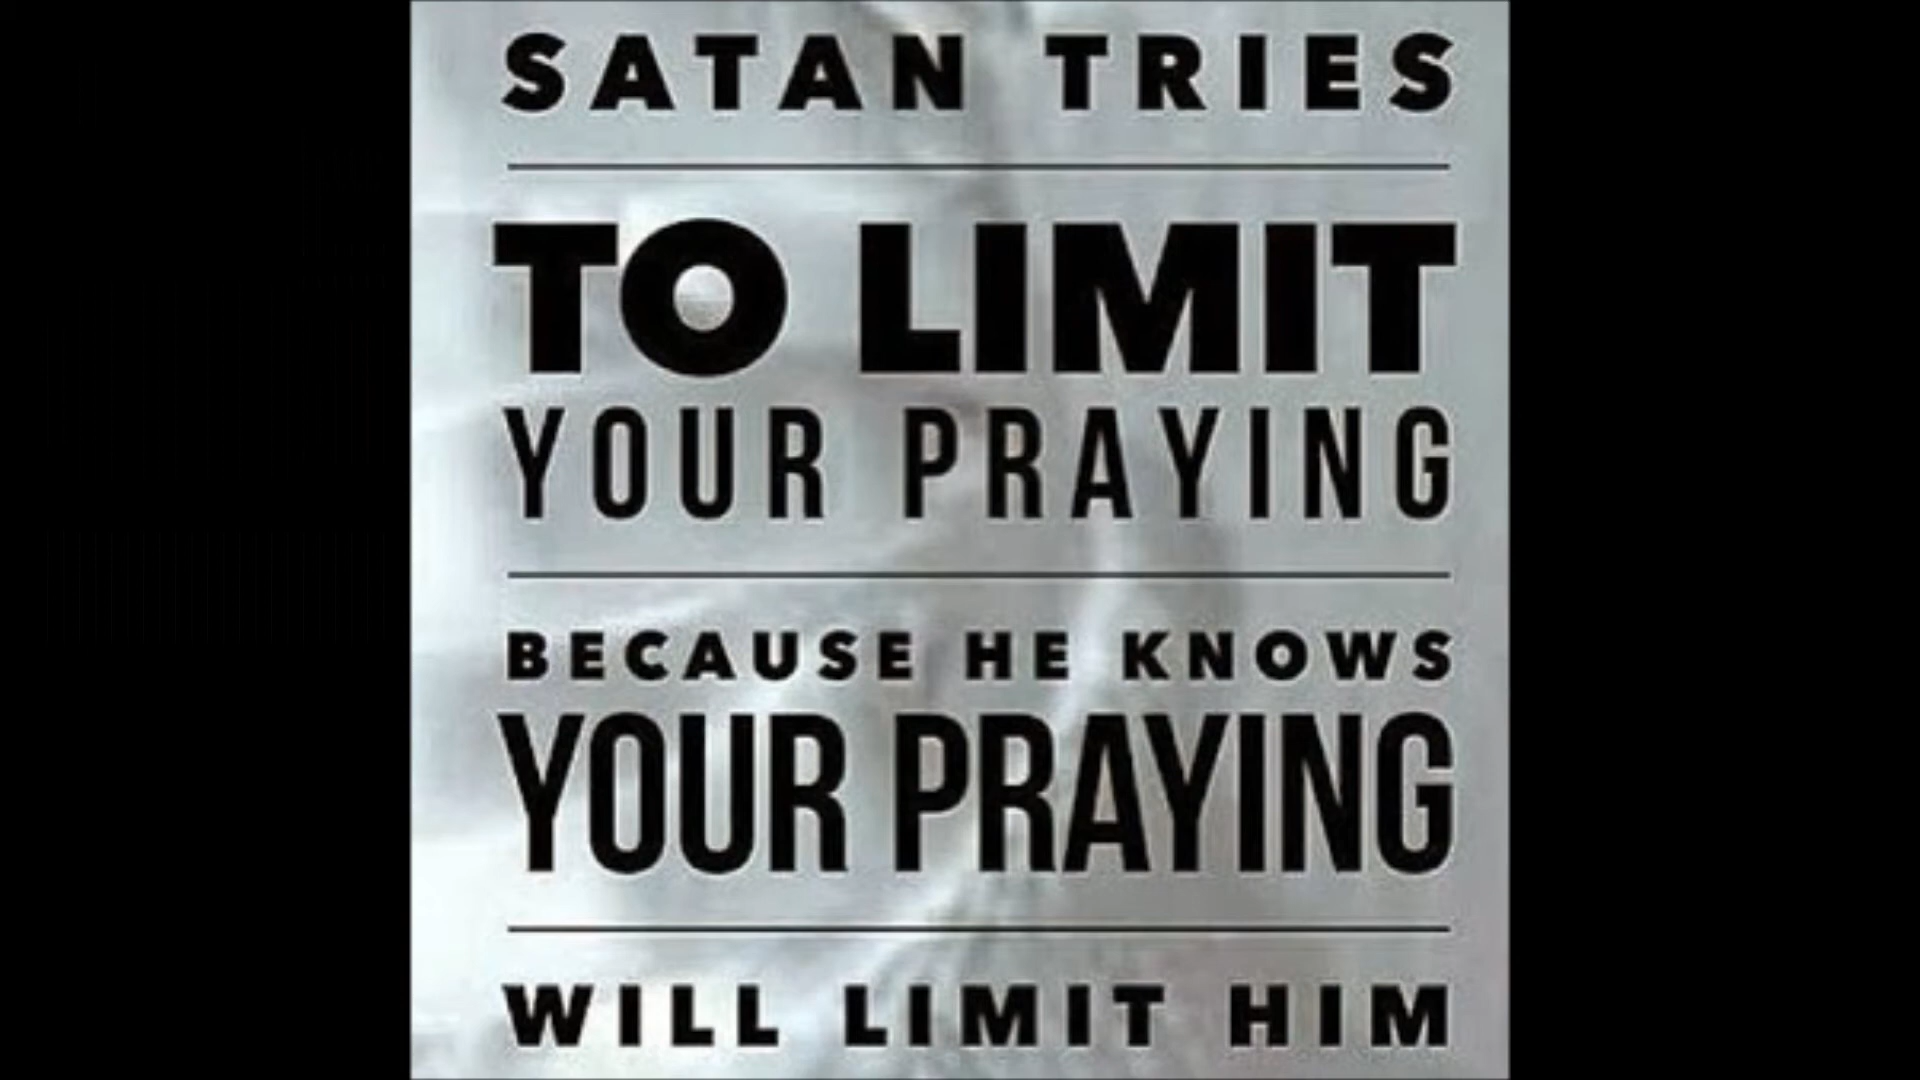 SATAN TRIES
TO LIMIT
YOUR PRAYING
BECAUSE HE KNOWS
YOUR PRAYING
WILL LIMIT HIM